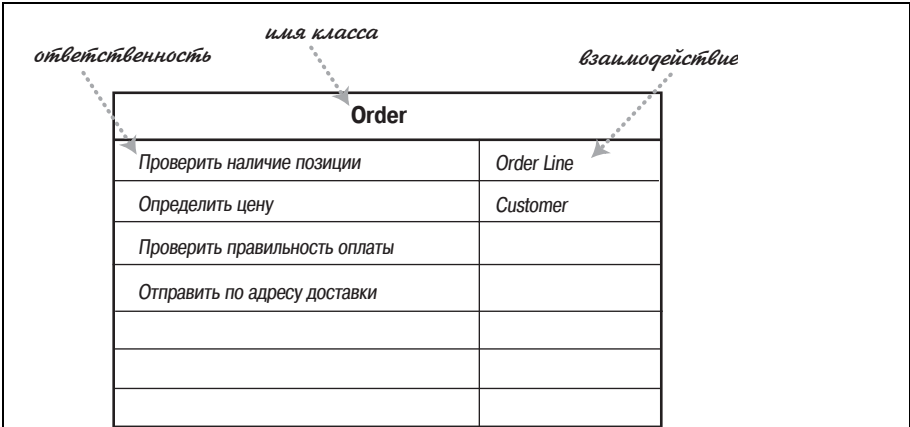 имя класса
ответственность
взаимодействие
Order
Проверить наличие позиции
Order Line
Определить цену
Customer
Проверить правильность оплаты
Отправить по адресу доставки